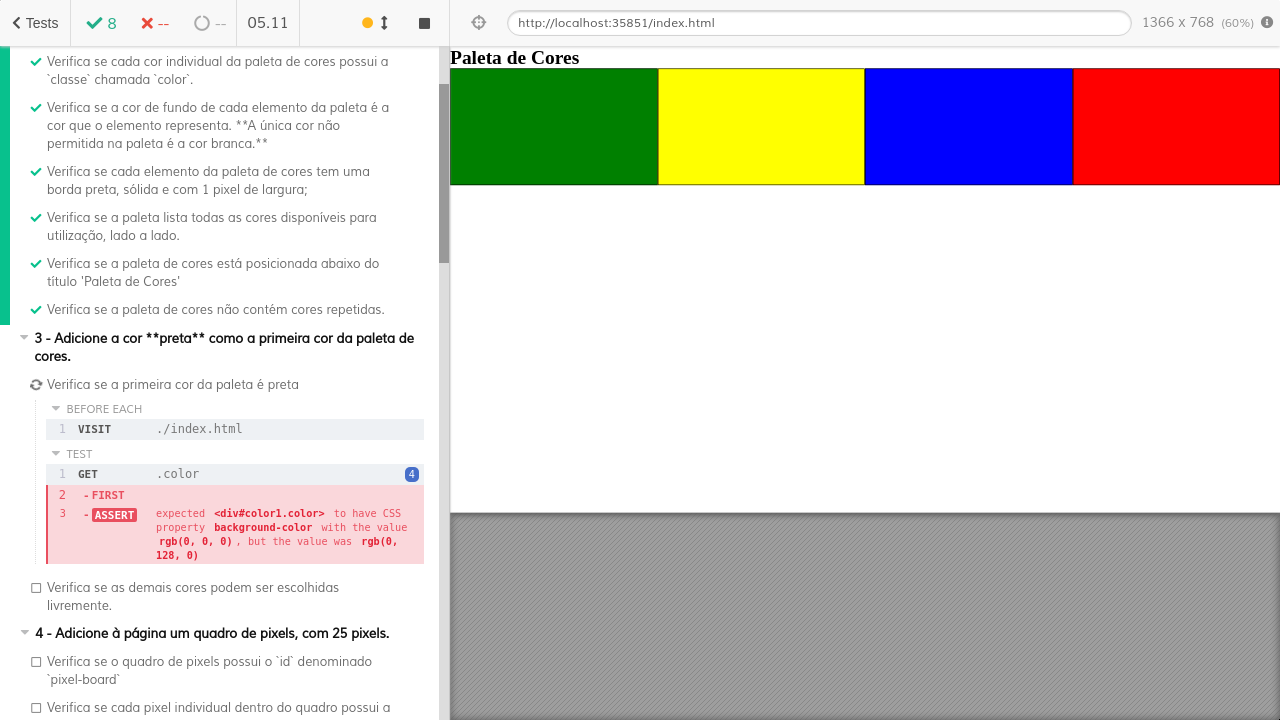 Tests
8
--
--
05.11
http://localhost:35851/index.html
1366 x 768 (60%)
Verifica se cada cor individual da paleta de cores possui a
`classe` chamada `color`.
Verifica se a cor de fundo de cada elemento da paleta é a
cor que o elemento representa. **A única cor não
permitida na paleta é a cor branca.**
Verifica se cada elemento da paleta de cores tem uma
borda preta, sólida e com 1 pixel de largura;
Verifica se a paleta lista todas as cores disponíveis para
utilização, lado a lado.
Verifica se a paleta de cores está posicionada abaixo do
título 'Paleta de Cores'
Verifica se a paleta de cores não contém cores repetidas.
3 - Adicione a cor **preta** como a primeira cor da paleta de
cores.
Verifica se a primeira cor da paleta é preta
BEFORE EACH
1 VISIT ./index.html
TEST
1 GET .color 4
2 - FIRST
3 - ASSERT expected <div#color1.color> to have CSS
property background-color with the value
rgb(0, 0, 0) , but the value was rgb(0,
128, 0)
Verifica se as demais cores podem ser escolhidas
livremente.
4 - Adicione à página um quadro de pixels, com 25 pixels.
Verifica se o quadro de pixels possui o `id` denominado
`pixel-board`
Verifica se cada pixel individual dentro do quadro possui a
Paleta de Cores